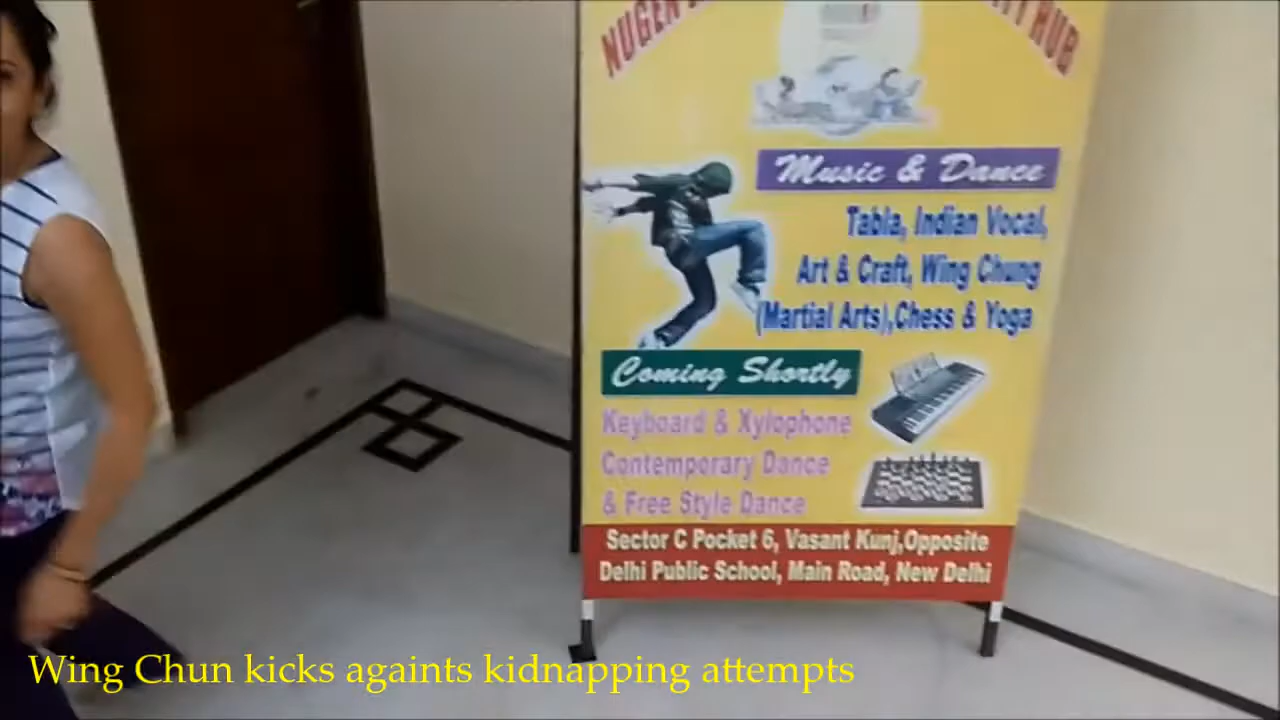 NUGEN
HUB
Music & Dance
Tabla, Indian Vocal,
Art & Craft, Wing Chung
(Martial Arts),Chess & Yoga
Coming Shortly
Keyboard & Xylophone
Contemporary Dance
& Free Style Dance
Sector C Pocket 6, Vasant Kunj,Opposite
Delhi Public School, Main Road, New Delhi
Wing Chun kicks againts kidnapping attempts